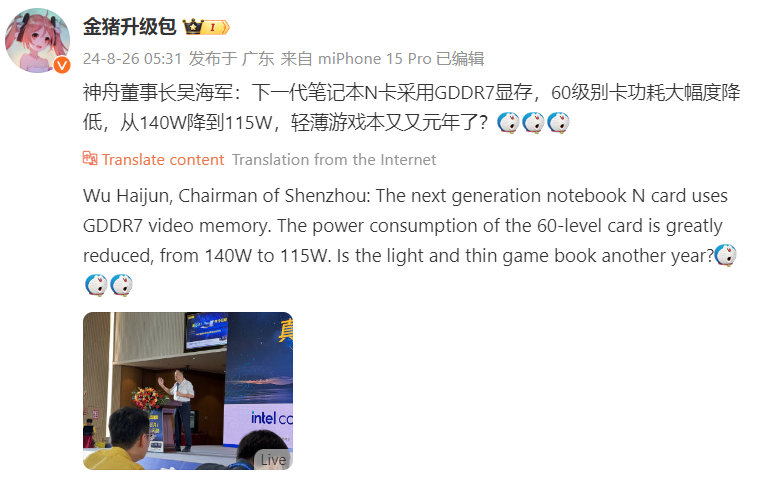 金猪升级包
24-8-26 05:31 发布于 广东 来自 miPhone 15 Pro 已编辑
神舟董事长吴海军：下一代笔记本N卡采用GDDR7显存，60级别卡功耗大幅度降
低，从140W降到115W，轻薄游戏本又又元年了？
Translate content Translation from the Internet
Wu Haijun, Chairman of Shenzhou: The next generation notebook N card uses
GDDR7 video memory. The power consumption of the 60-level card is greatly
reduced, from 140W to 115W. Is the light and thin game book another year?
真
intel co
Live